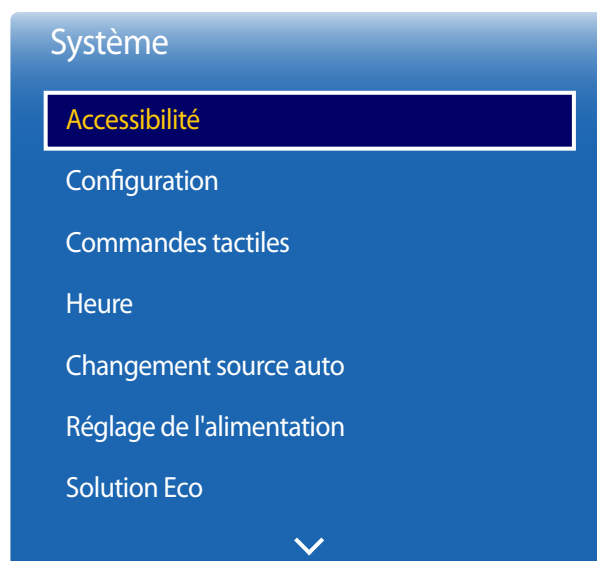 Système
Accessibilité
Configuration
Commandes tactiles
Heure
Changement source auto
Réglage de l'alimentation
Solution Eco